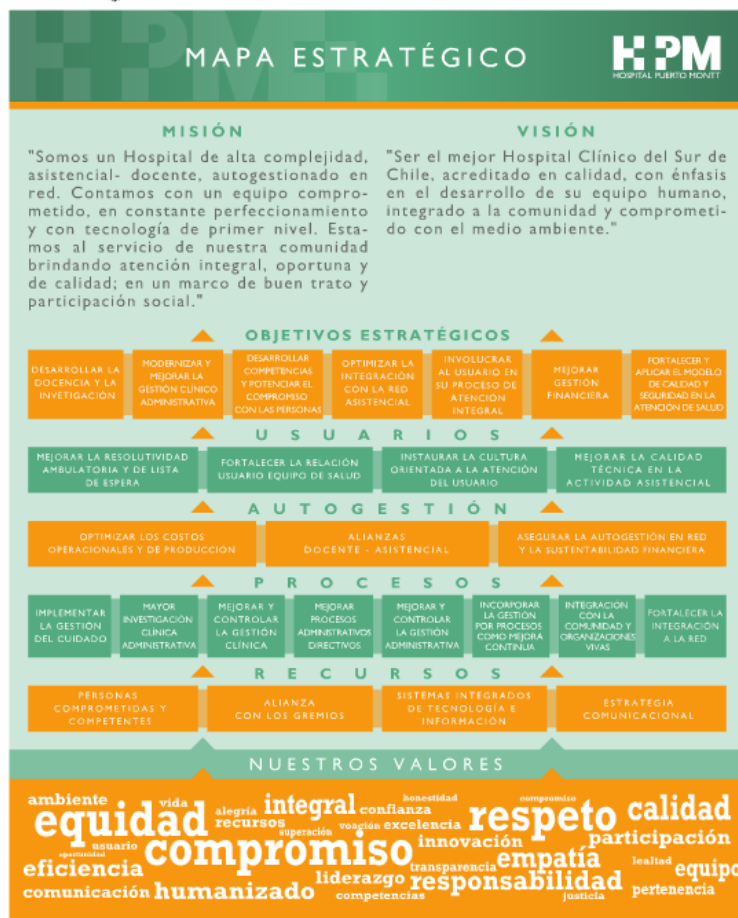 MAPA ESTRATÉGICO
HPM
HOSPITAL PUERTO MONTT
MISIÓN
"Somos un Hospital de alta complejidad,
asistencial- docente, autogestionado en
red. Contamos con un equipo compro-
metido, en constante perfeccionamiento
y con tecnología de primer nivel. Esta-
mos al servicio de nuestra comunidad
brindando atención integral, oportuna y
de calidad; en un marco de buen trato y
participación social."
VISIÓN
"Ser el mejor Hospital Clínico del Sur de
Chile, acreditado en calidad, con énfasis
en el desarrollo de su equipo humano,
integrado a la comunidad y comprometi-
do con el medio ambiente."
OBJETIVOS ESTRATÉGICOS
DESARROLLAR LA
DOCENCIA Y LA
INVETIGACIÓN
MODERNIZAR Y
MEJORAR LA
GESTIÓN CLÍNICO
ADMINISTRATIVA
DESARROLLAR
COMPETENCIAS
Y POTENCIAR EL
COMPROMISO
CON LAS PERSONAS
OPTIMIZAR LA
INTEGRACIÓN
CON LA RED
ASISTENCIAL
INVOLUCRAR
AL USUARIO EN
SU PROCESO DE
ATENCIÓN
INTEGRAL
MEJORAR
GESTIÓN
FINANCIERA
FORTALECER Y
APLICAR EL MODELO
DE CALIDAD Y
SEGURIDAD EN LA
ATENCIÓN DE SALUD
USUARIOS
MEJORAR LA RESOLUTIVIDAD
AMBULATORIA Y DE LISTA
DE ESPERA
FORTALECER LA RELACIÓN
USUARIO EQUIPO DE SALUD
INSTAURAR LA CULTURA
ORIENTADA A LA ATENCIÓN
DEL USUARIO
MEJORAR LA CALIDAD
TÉCNICA EN LA
ACTIVIDAD ASISTENCIAL
AUTOGESTIÓN
OPTIMIZAR LOS COSTOS
OPERACIONALES Y DE PRODUCCIÓN
ALIANZAS
DOCENTE - ASISTENCIAL
ASEGURAR LA AUTOGESTIÓN EN RED
Y LA SUSTENTABILIDAD FINANCIERA
PROCESOS
IMPLEMENTAR
LA GESTIÓN
DEL CUIDADO
MAYOR
INVESTIGACIÓN
CLÍNICA
ADMINISTRATIVA
MEJORAR Y
CONTROLAR
LA GESTIÓN
CLÍNICA
MEJORAR
PROCESOS
ADMINISTRATIVOS
DIRECTIVOS
MEJORAR Y
CONTROLAR
LA GESTIÓN
ADMINISTRATIVA
INCORPORAR
LA GESTIÓN
POR PROCESOS
COMO MEJORA
CONTINUA
INTEGRACIÓN
CON LA
COMUNIDAD Y
ORGANIZACIONES
VIVAS
FORTALECER LA
INTEGRACIÓN
A LA RED
RECURSOS
PERSONAS
COMPROMETIDAS Y
COMPETENTES
ALIANZA
CON LOS GREMIOS
SISTEMAS INTEGRADOS
DE TECNOLOGÍA E
INFORMACIÓN
ESTRATEGIA
COMUNICACIONAL
NUESTROS VALORES
ambiente
vida
equidad
alegría
recursos
integral
superación
confianza
honestidad
voación
excelencia
compromiso
respeto
calidad
usuario
oportunidad
compromiso
innovación
participación
eficiencia
liderazgo
transparencia
empatía
lealtad
equipo
comunicación
humanizado
competencias
responsabilidad
justicia
pertenencia